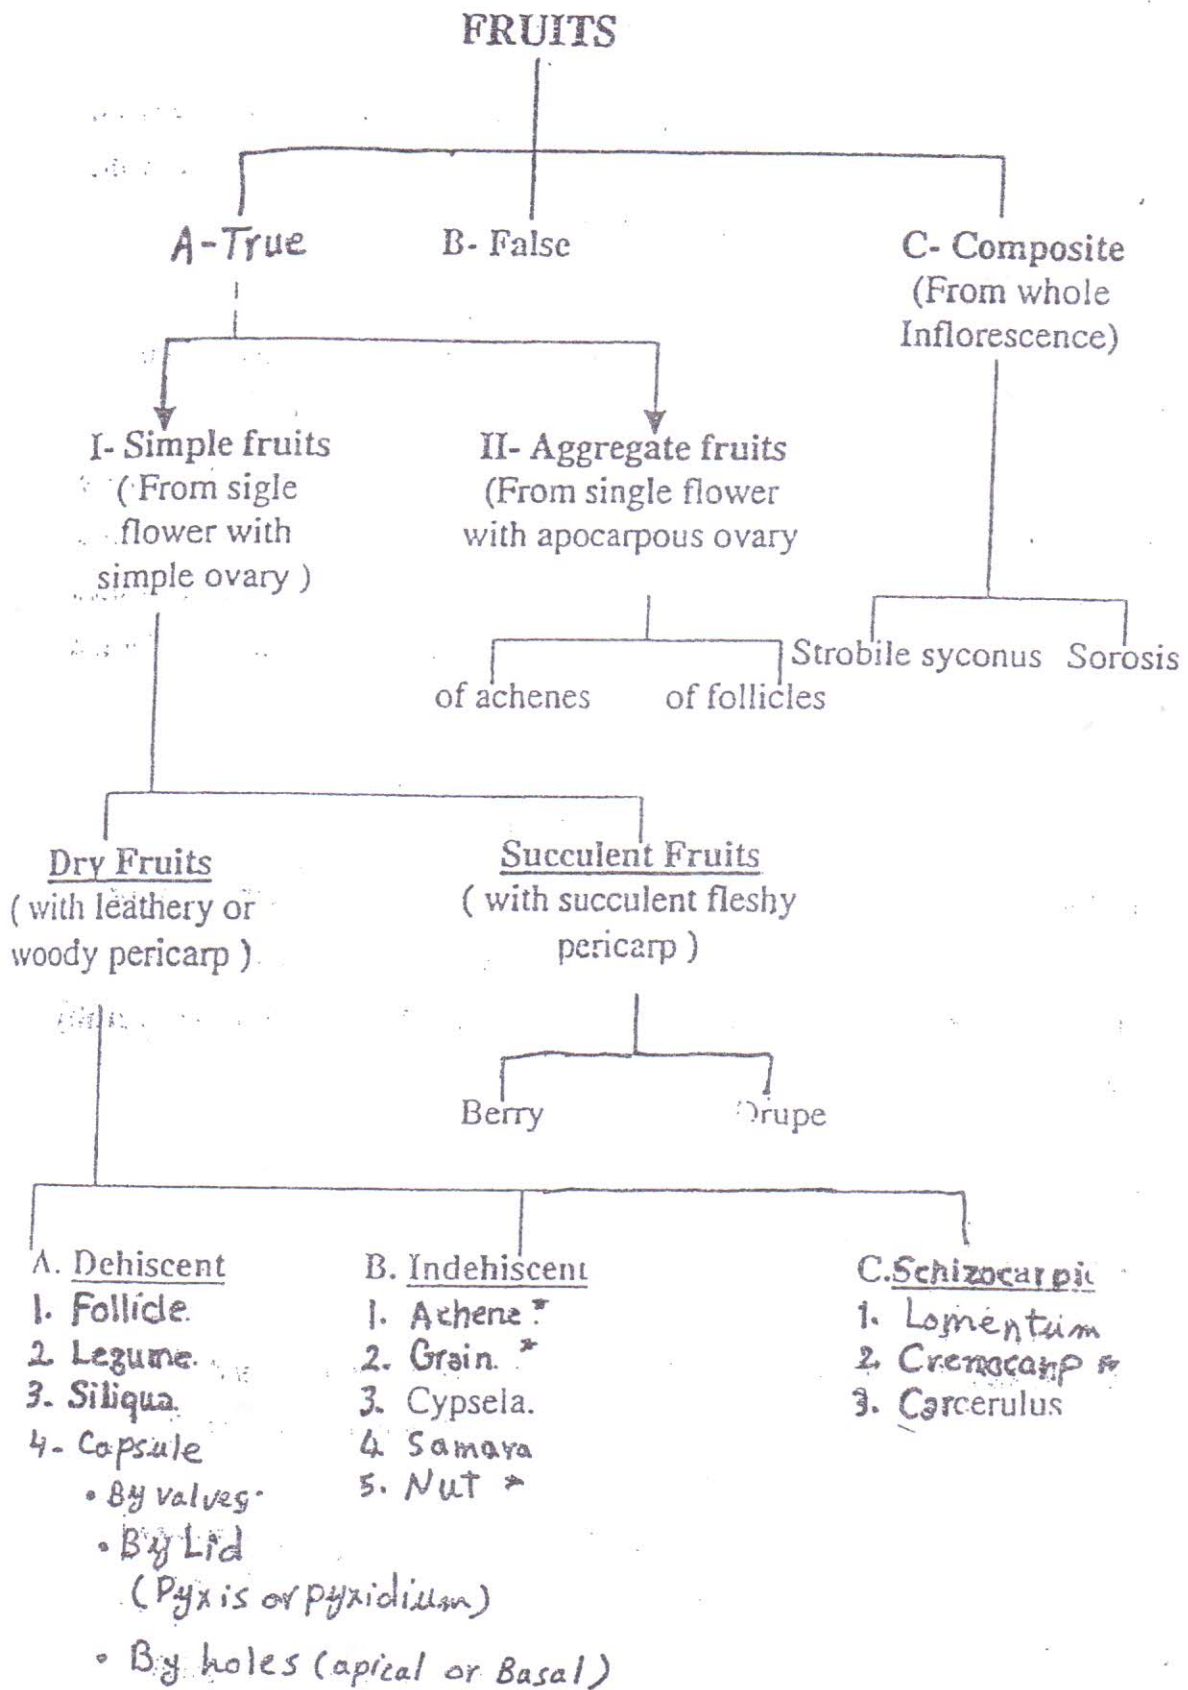 FRUITS
A-True
B- False
C- Composite
(From whole
Inflorescence)
I- Simple fruits
( From sigle
flower with
simple ovary )
II- Aggregate fruits
(From single flower
with apocarpous ovary
of achenes
of follicles
Strobile syconus
Sorosis
Dry Fruits
( with leathery or
woody pericarp )
Succulent Fruits
( with succulent fleshy
pericarp )
Berry
Drupe
A. Dehiscent
1. Follicle.
2. Legume.
3. Siliqua.
4- Capsule
• By valves.
• By Lid
(Pyxis or pyxidium)
• By holes (apical or Basal)
B. Indehiscent
1. Achene. *
2. Grain. *
3. Cypsela.
4. Samara
5. Nut *
C. Schizocarpic
1. Lomentum
2. Cremocarp *
3. Carcerulus